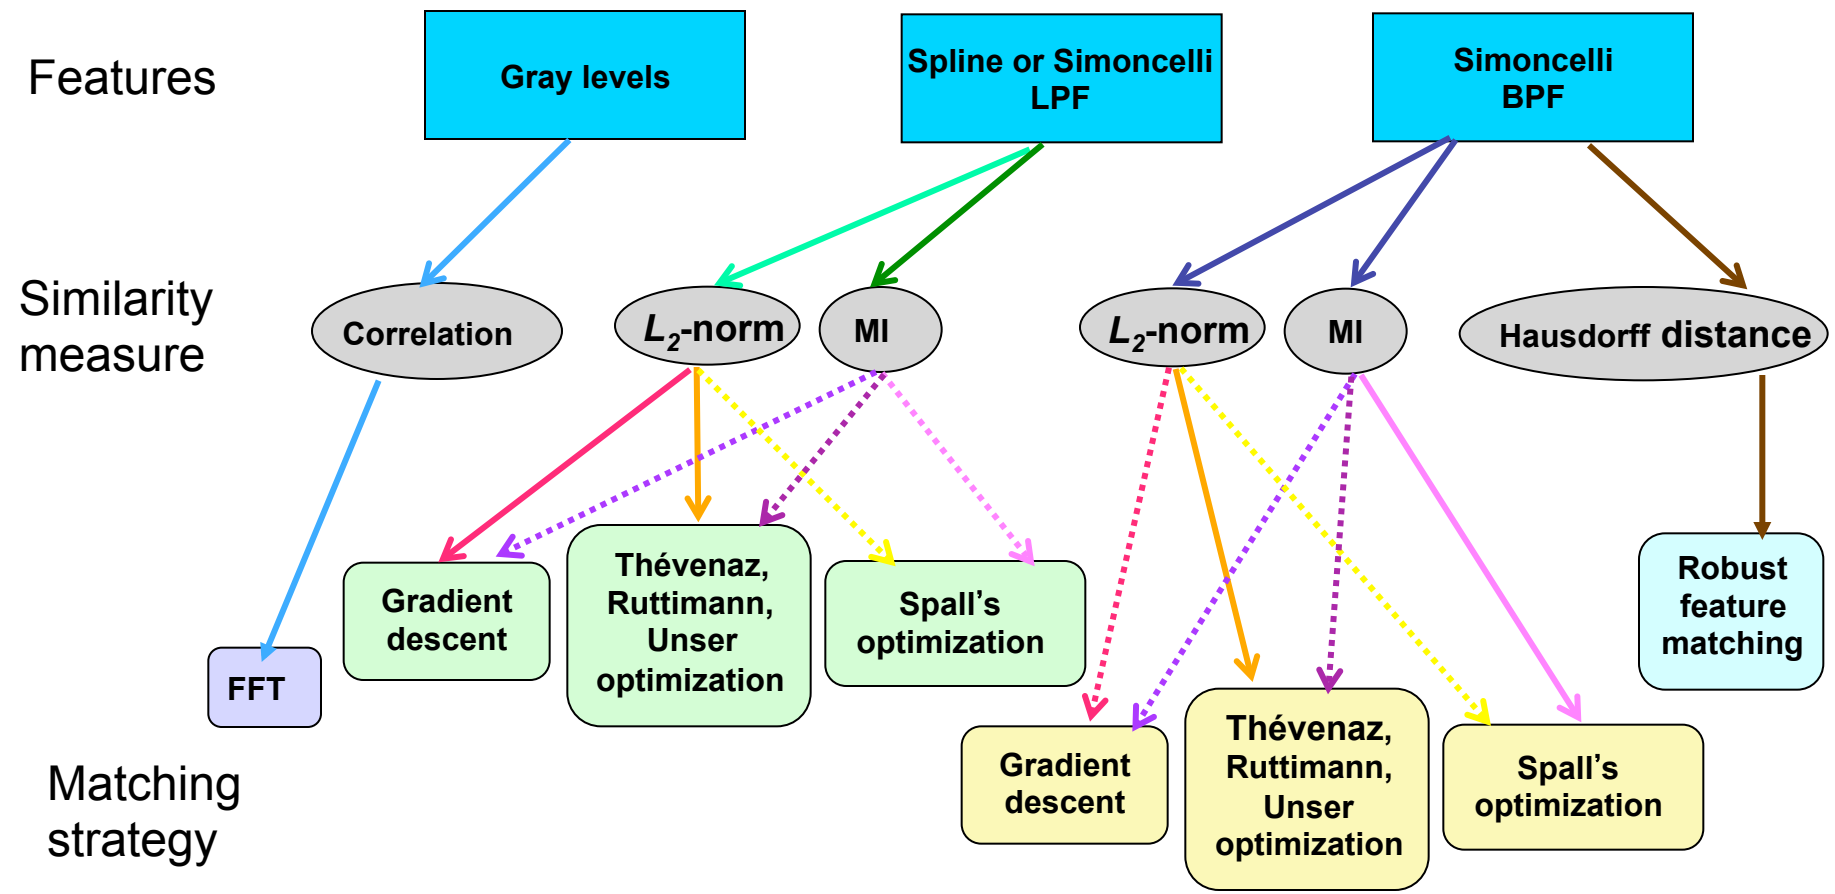 Features
Gray levels
Spline or Simoncelli
LPF
Simoncelli
BPF
Similarity
measure
Correlation
L2-norm
MI
L2-norm
MI
Hausdorff distance
Gradient
descent
Thévenaz,
Ruttimann,
Unser
optimization
Spall’s
optimization
Robust
feature
matching
FFT
Matching
strategy
Gradient
descent
Thévenaz,
Ruttimann,
Unser
optimization
Spall’s
optimization